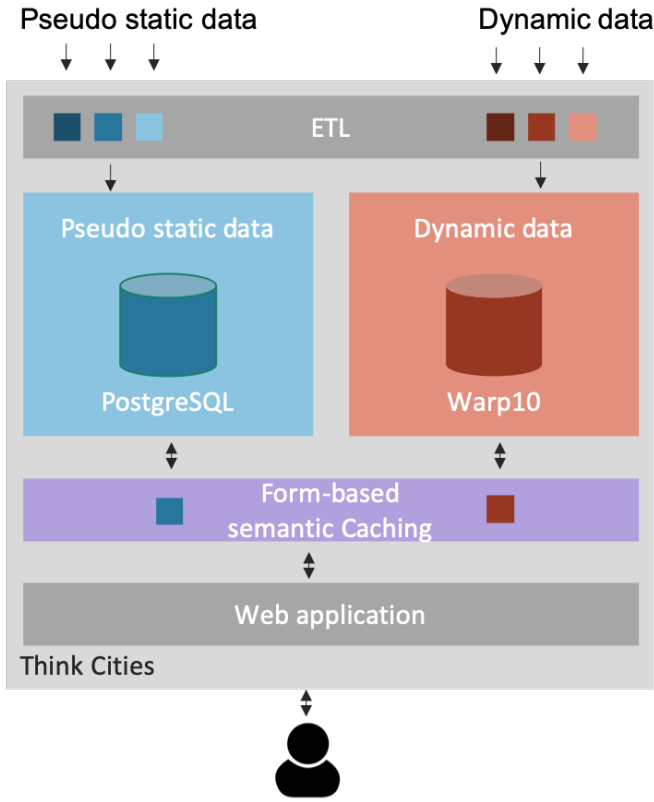 Pseudo static data
Dynamic data
ETL
Pseudo static data
Dynamic data
PostgreSQL
Warp10
Form-based
semantic Caching
Web application
Think Cities